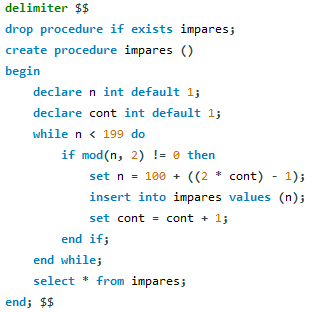 delimiter $$
drop procedure if exists impares;
create procedure impares ()
begin
    declare n int default 1;
    declare cont int default 1;
    while n < 199 do
        if mod(n, 2) != 0 then
            set n = 100 + ((2 * cont) - 1);
            insert into impares values (n);
            set cont = cont + 1;
        end if;
    end while;
    select * from impares;
end; $$